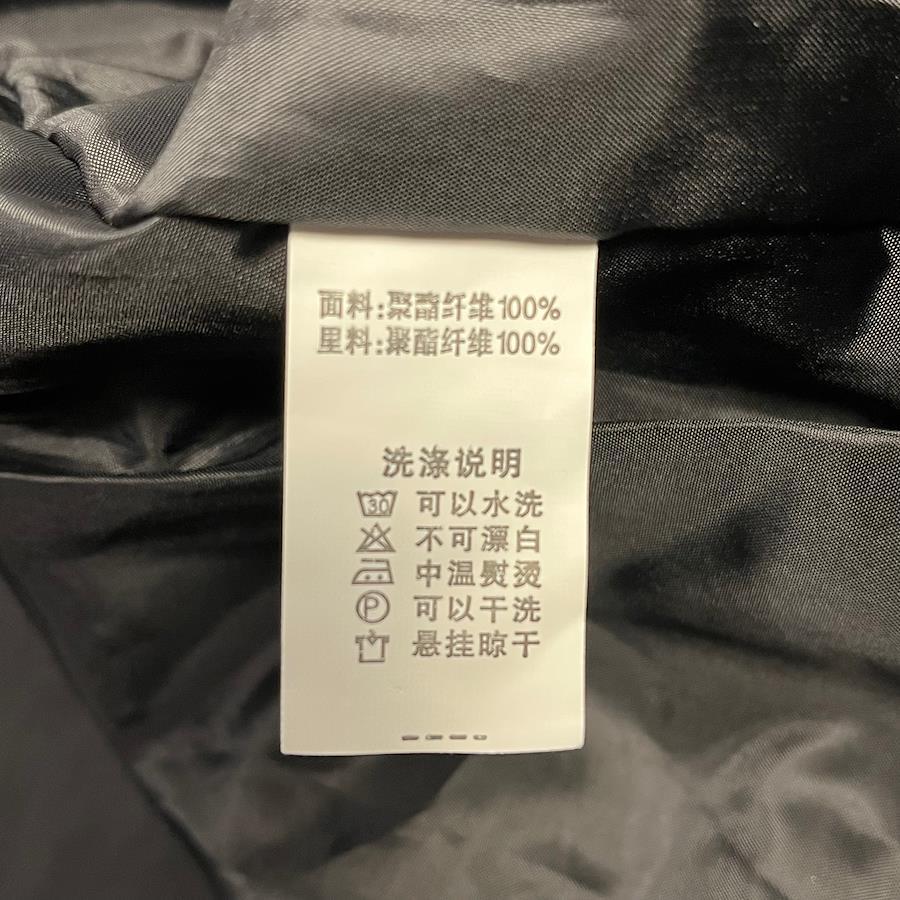 面料:聚酯纤维100%
里料:聚酯纤维100%
洗涤说明
30 可以水洗
不可漂白
中温熨烫
P 可以干洗
悬挂晾干